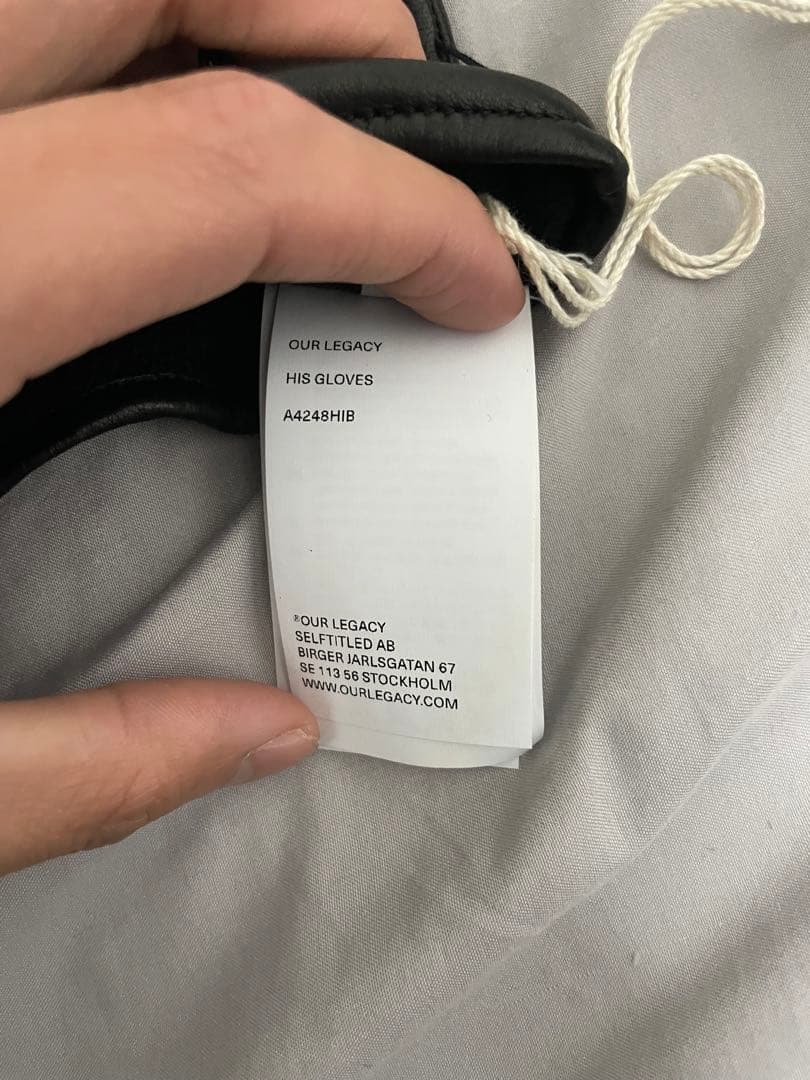 OUR LEGACY
HIS GLOVES
A4248HIB
®OUR LEGACY
SELFTITLED AB
BIRGER JARLSGATAN 67
SE 113 56 STOCKHOLM
WWW.OURLEGACY.COM